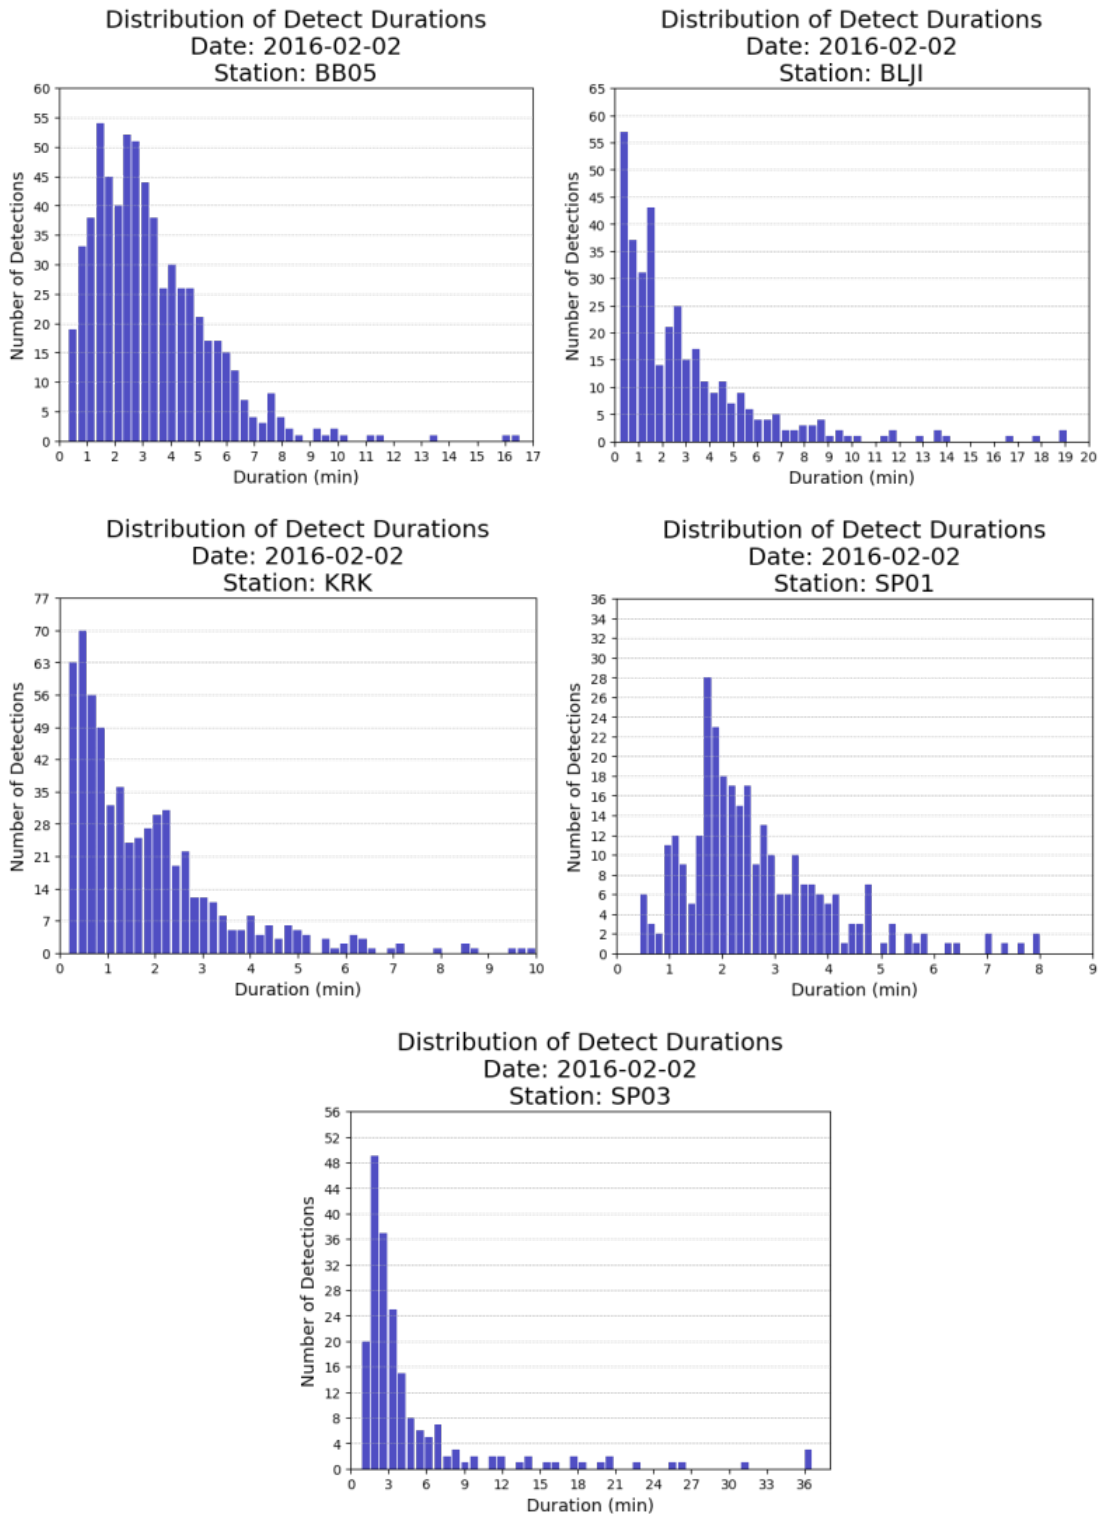 Distribution of Detect Durations
Date: 2016-02-02
Station: BB05
60
55
50
45
40
35
30
25
20
15
10
5
0
Number of Detections
0 1 2 3 4 5 6 7 8 9 10 11 12 13 14 15 16 17
Duration (min)
Distribution of Detect Durations
Date: 2016-02-02
Station: BLJI
65
60
55
50
45
40
35
30
25
20
15
10
5
0
Number of Detections
0 1 2 3 4 5 6 7 8 9 10 11 12 13 14 15 16 17 18 19 20
Duration (min)
Distribution of Detect Durations
Date: 2016-02-02
Station: KRK
77
70
63
56
49
42
35
28
21
14
7
0
Number of Detections
0 1 2 3 4 5 6 7 8 9 10
Duration (min)
Distribution of Detect Durations
Date: 2016-02-02
Station: SP01
36
34
32
30
28
26
24
22
20
18
16
14
12
10
8
6
4
2
0
Number of Detections
0 1 2 3 4 5 6 7 8 9
Duration (min)
Distribution of Detect Durations
Date: 2016-02-02
Station: SP03
56
52
48
44
40
36
32
28
24
20
16
12
8
4
0
Number of Detections
0 3 6 9 12 15 18 21 24 27 30 33 36
Duration (min)